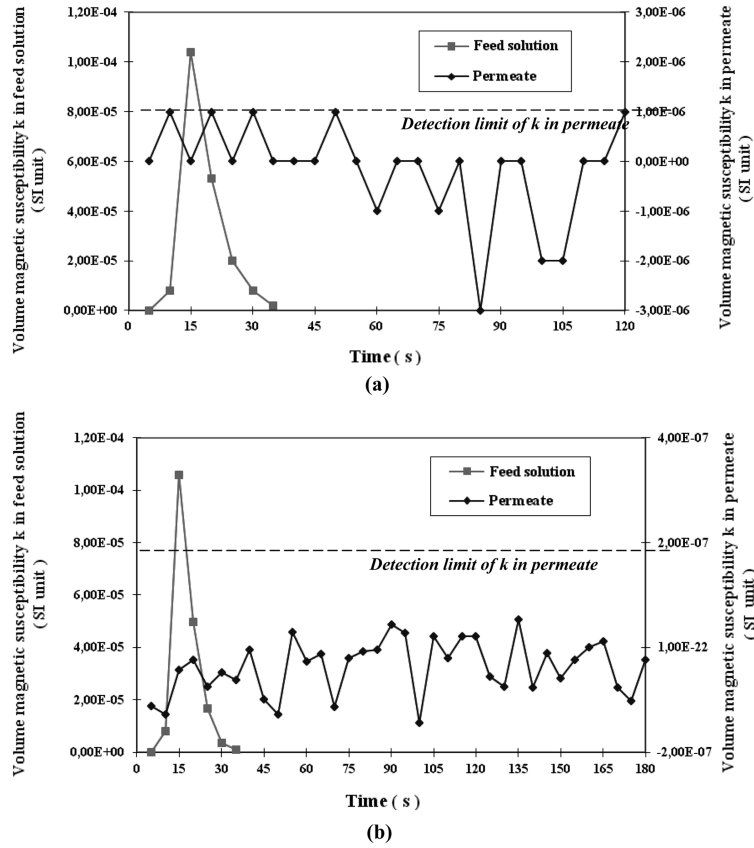 Volume magnetic susceptibility k in feed solution
( SI unit )
1,20E-04
1,00E-04
8,00E-05
6,00E-05
4,00E-05
2,00E-05
0,00E+00
Feed solution
Permeate
Detection limit of k in permeate
3,00E-06
2,00E-06
1,00E-06
0,00E+00
-1,00E-06
-2,00E-06
-3,00E-06
Volume magnetic susceptibility k in permeate
( SI unit )
0 15 30 45 60 75 90 105 120
Time ( s )
(a)
Volume magnetic susceptibility k in feed solution
( SI unit )
1,20E-04
1,00E-04
8,00E-05
6,00E-05
4,00E-05
2,00E-05
0,00E+00
Feed solution
Permeate
Detection limit of k in permeate
4,00E-07
2,00E-07
1,00E-22
-2,00E-07
Volume magnetic susceptibility k in permeate
( SI unit )
0 15 30 45 60 75 90 105 120 135 150 165 180
Time ( s )
(b)